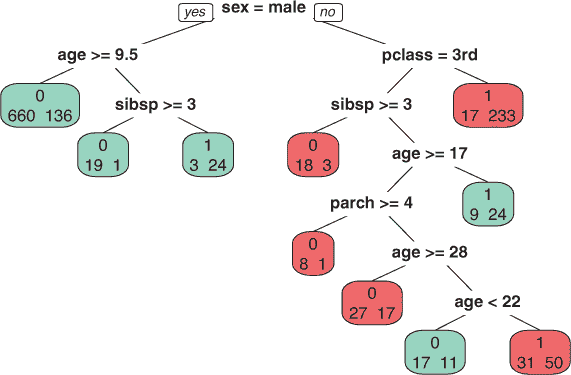 sex = male
yes
no
age >= 9.5
pclass = 3rd
0
660 136
sibsp >= 3
sibsp >= 3
1
17 233
0
19 1
1
3 24
0
18 3
age >= 17
parch >= 4
1
9 24
0
8 1
age >= 28
0
27 17
age < 22
0
17 11
1
31 50